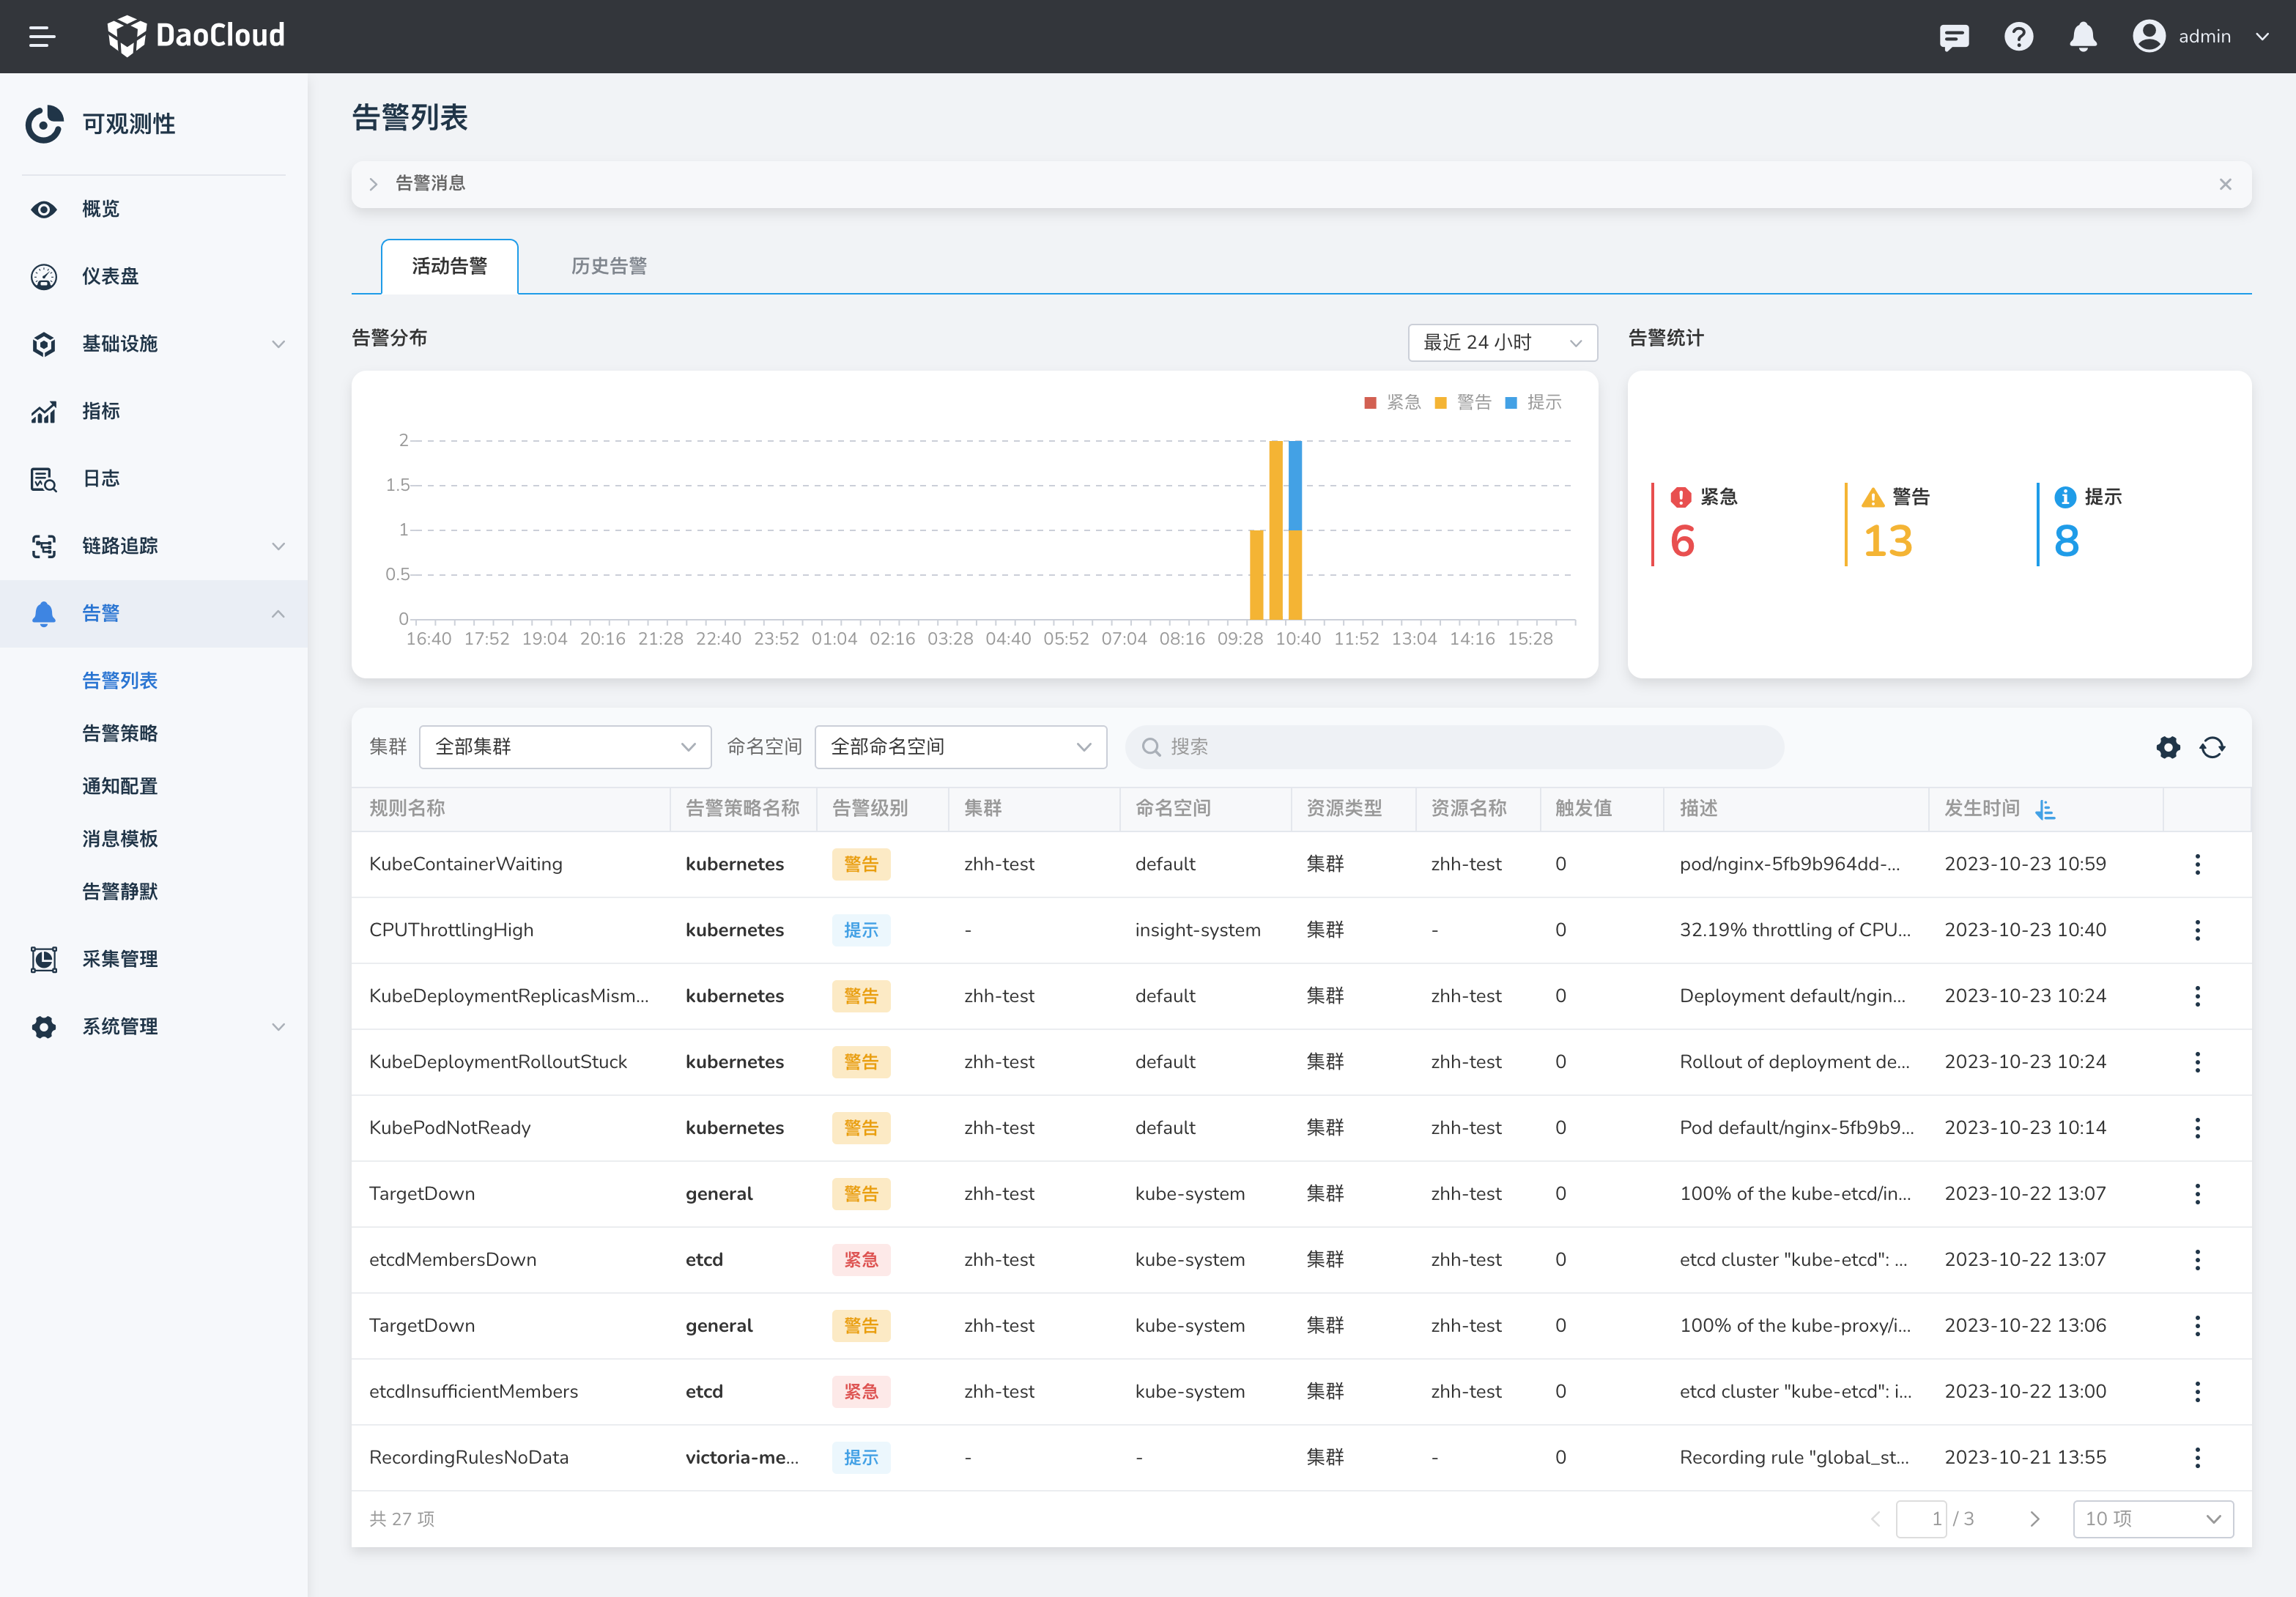 DaoCloud
admin
可观测性
概览
仪表盘
基础设施
指标
日志
链路追踪
告警
告警列表
告警策略
通知配置
消息模板
告警静默
采集管理
系统管理
告警列表
告警消息
活动告警 历史告警
告警分布 最近 24 小时
紧急 警告 提示
2
1.5
1
0.5
0
16:40 17:52 19:04 20:16 21:28 22:40 23:52 01:04 02:16 03:28 04:40 05:52 07:04 08:16 09:28 10:40 11:52 13:04 14:16 15:28
告警统计
紧急 警告 提示
6 13 8
集群 全部集群 命名空间 全部命名空间 搜索
规则名称 告警策略名称 告警级别 集群 命名空间 资源类型 资源名称 触发值 描述 发生时间
KubeContainerWaiting kubernetes 警告 zhh-test default 集群 zhh-test 0 pod/nginx-5fb9b964dd-... 2023-10-23 10:59
CPUThrottlingHigh kubernetes 提示 - insight-system 集群 - 0 32.19% throttling of CPU... 2023-10-23 10:40
KubeDeploymentReplicasMism... kubernetes 警告 zhh-test default 集群 zhh-test 0 Deployment default/ngin... 2023-10-23 10:24
KubeDeploymentRolloutStuck kubernetes 警告 zhh-test default 集群 zhh-test 0 Rollout of deployment de... 2023-10-23 10:24
KubePodNotReady kubernetes 警告 zhh-test default 集群 zhh-test 0 Pod default/nginx-5fb9b9... 2023-10-23 10:14
TargetDown general 警告 zhh-test kube-system 集群 zhh-test 0 100% of the kube-etcd/in... 2023-10-22 13:07
etcdMembersDown etcd 紧急 zhh-test kube-system 集群 zhh-test 0 etcd cluster "kube-etcd": ... 2023-10-22 13:07
TargetDown general 警告 zhh-test kube-system 集群 zhh-test 0 100% of the kube-proxy/i... 2023-10-22 13:06
etcdInsufficientMembers etcd 紧急 zhh-test kube-system 集群 zhh-test 0 etcd cluster "kube-etcd": i... 2023-10-22 13:00
RecordingRulesNoData victoria-me... 提示 - - 集群 - 0 Recording rule "global_st... 2023-10-21 13:55
共 27 项 1 / 3 10 项